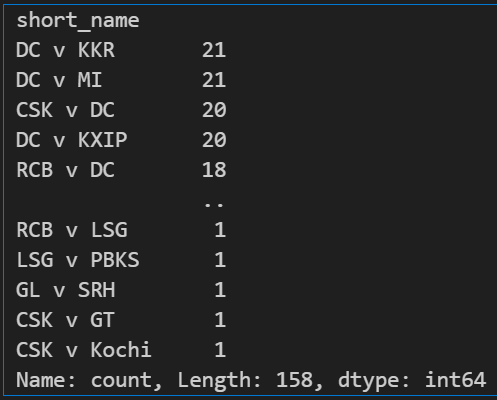 short_name
DC v KKR 21
DC v MI 21
CSK v DC 20
DC v KXIP 20
RCB v DC 18
..
RCB v LSG 1
LSG v PBKS 1
GL v SRH 1
CSK v GT 1
CSK v Kochi 1
Name: count, Length: 158, dtype: int64